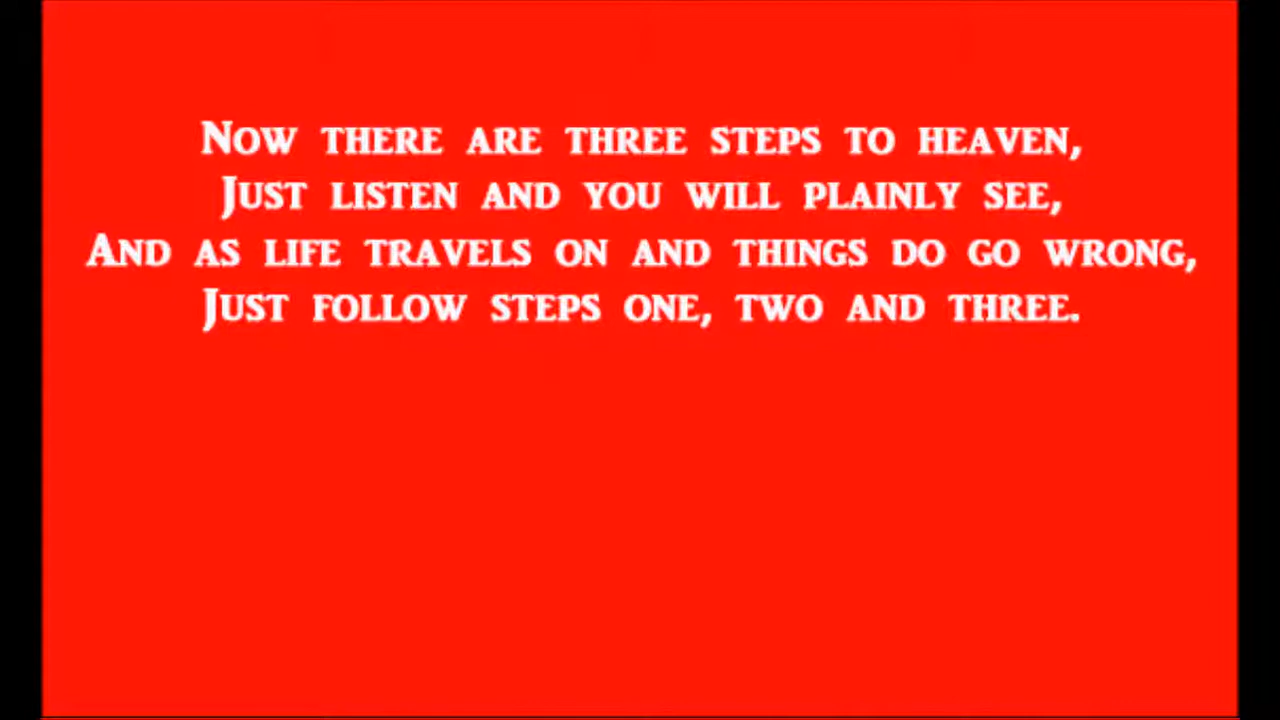 Now there are three steps to heaven,
Just listen and you will plainly see,
And as life travels on and things do go wrong,
Just follow steps one, two and three.